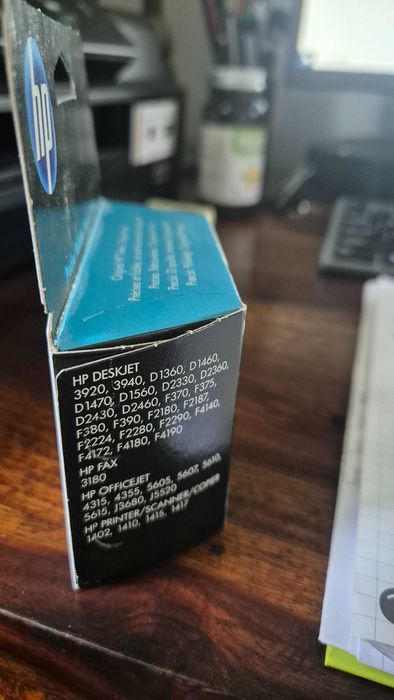 hp
Original HP
HP DESKJET
3920, 3940, D1360, D1460,
D1470, D1560, D2330, D2360,
D2430, D2460, F370, F375,
F380, F390, F2180, F2187,
F2224, F2280, F2290, F4140,
F4172, F4180, F4190
HP FAX
3180
HP OFFICEJET
4315, 4355, 5605, 5607, 5610,
5615, J3680, J5520
HP PRINTER/SCANNER/COPIER
1402, 1410, 1415, 1417